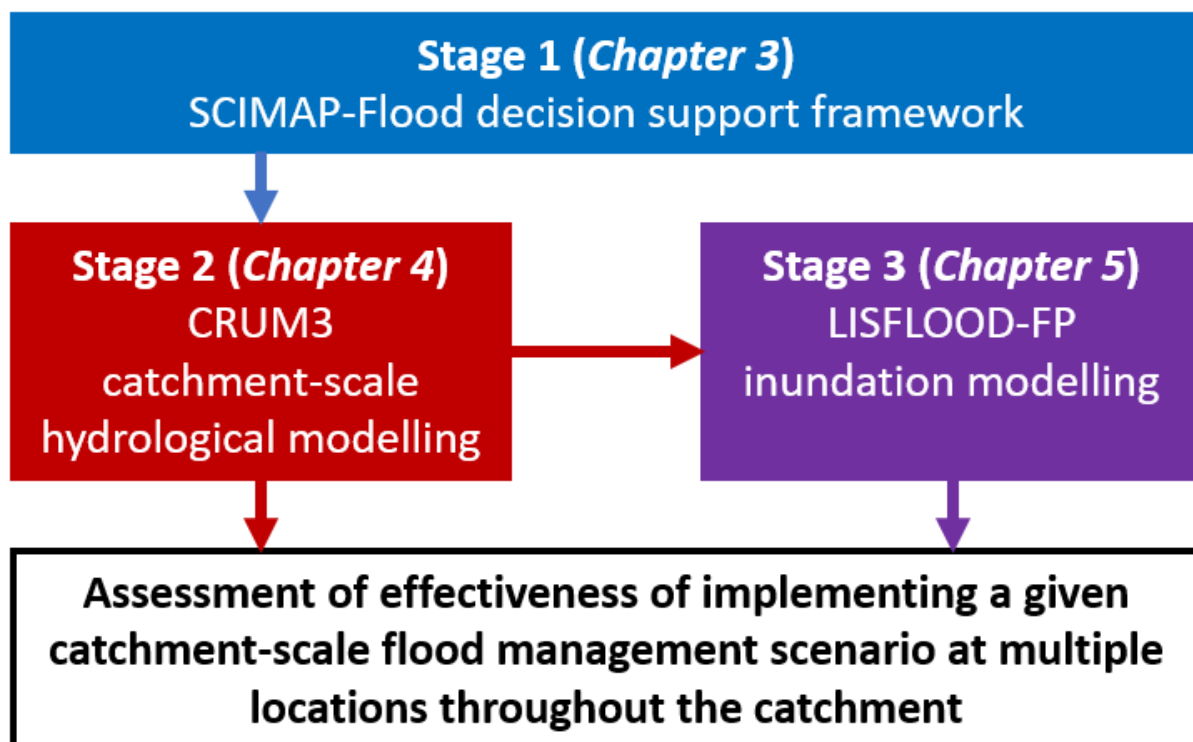 Stage 1 (Chapter 3)
SCIMAP-Flood decision support framework
Stage 2 (Chapter 4)
CRUM3
catchment-scale
hydrological modelling
Stage 3 (Chapter 5)
LISFLOOD-FP
inundation modelling
Assessment of effectiveness of implementing a given
catchment-scale flood management scenario at multiple
locations throughout the catchment